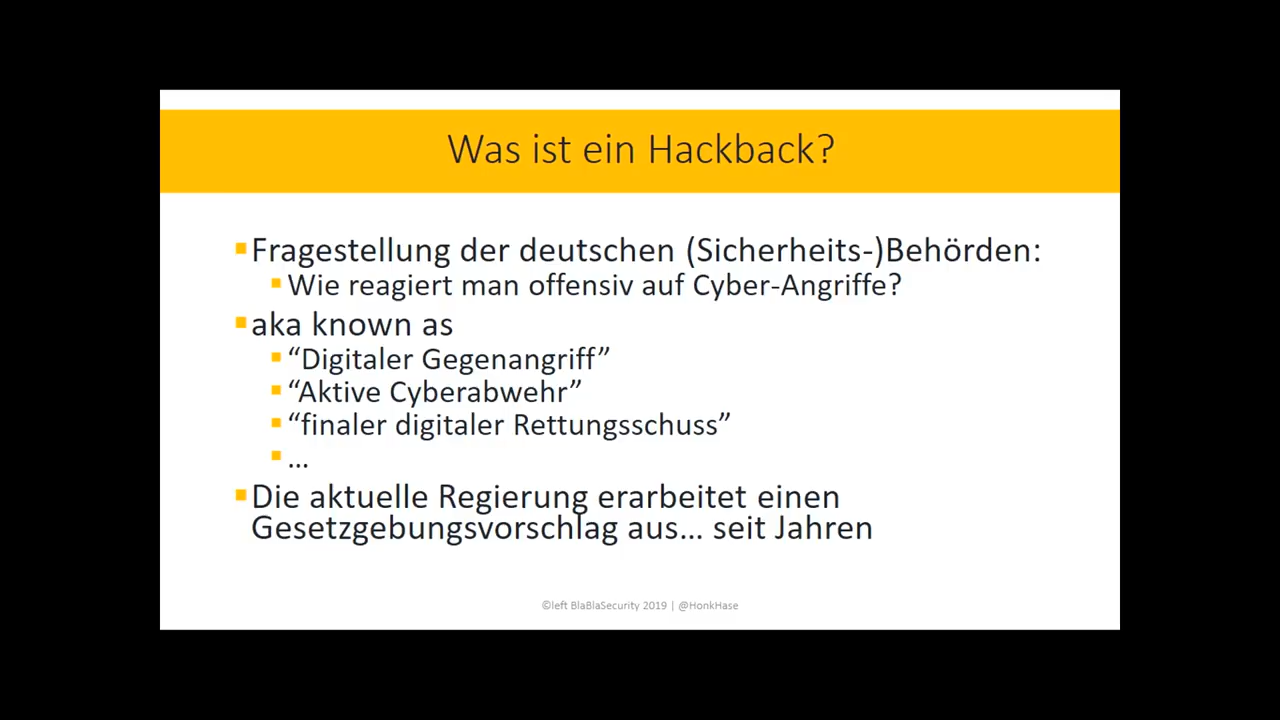 Was ist ein Hackback?
Fragestellung der deutschen (Sicherheits-)Behörden:
Wie reagiert man offensiv auf Cyber-Angriffe?
aka known as
“Digitaler Gegenangriff”
“Aktive Cyberabwehr”
“finaler digitaler Rettungsschuss”
…
Die aktuelle Regierung erarbeitet einen
Gesetzgebungsvorschlag aus… seit Jahren
©left BlaBlaSecurity 2019 | @HonkHase